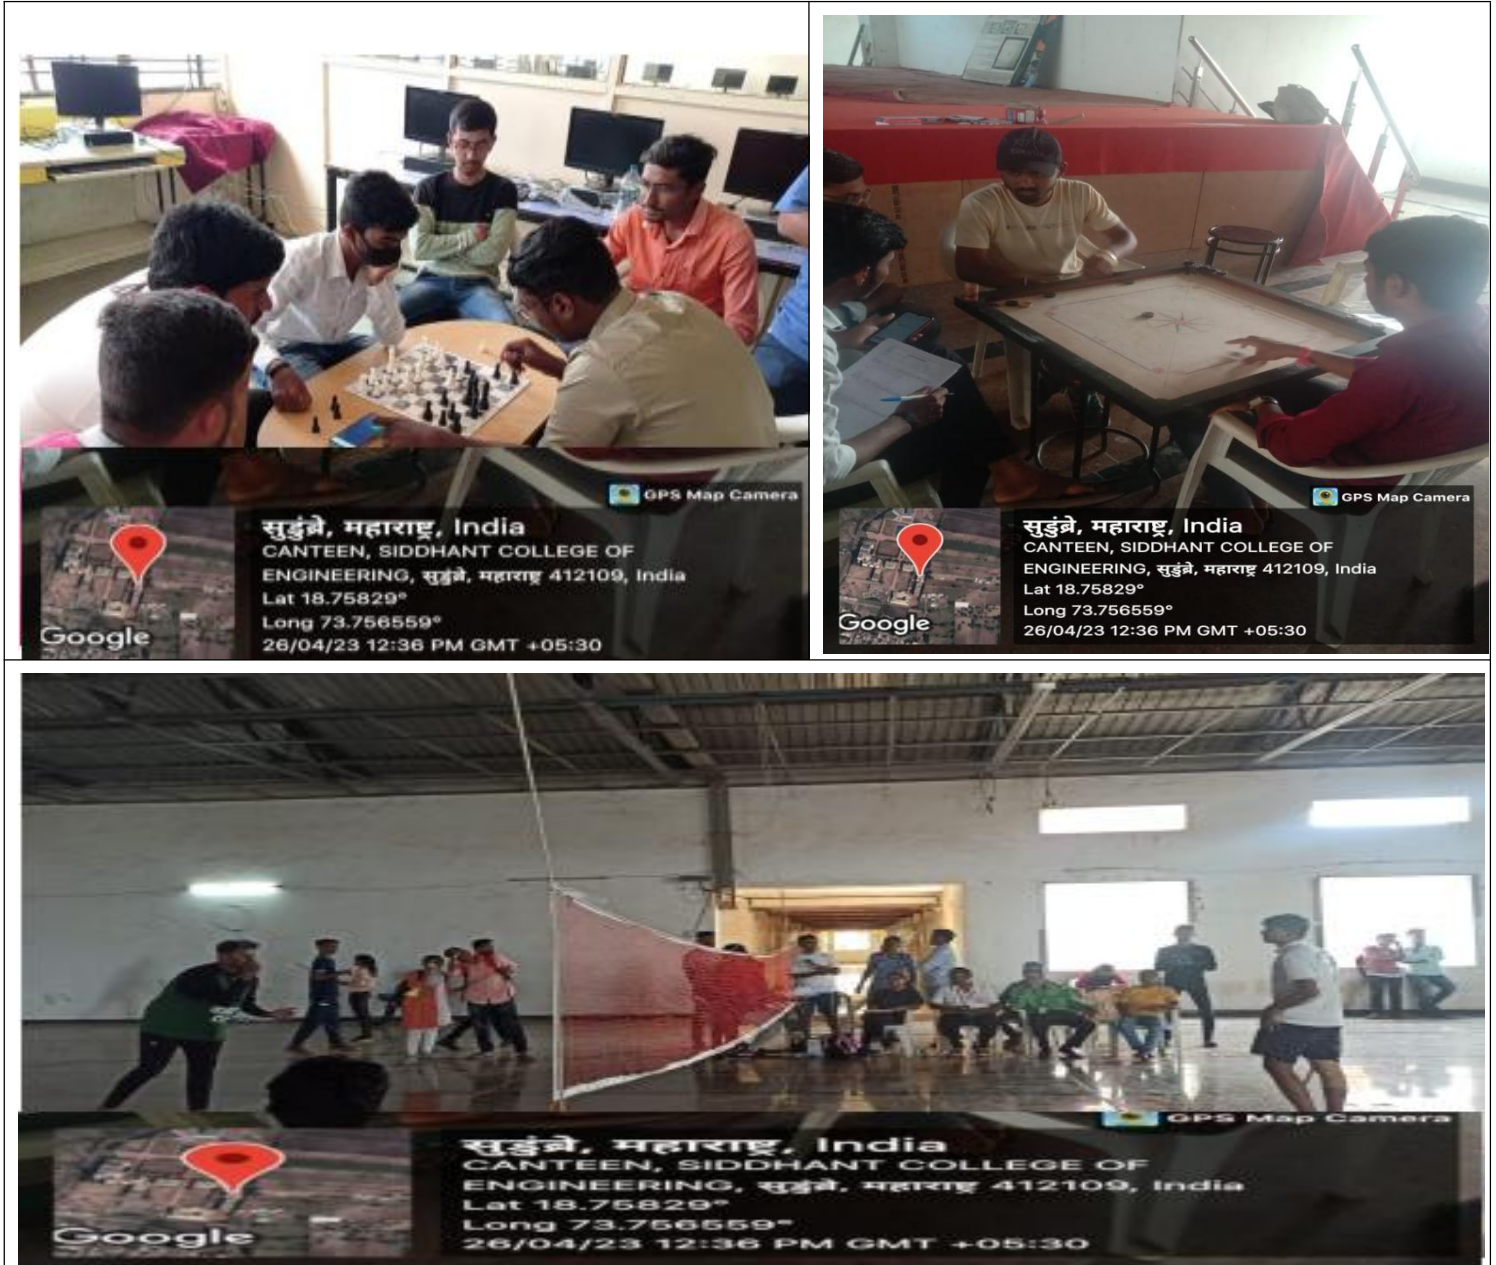 GPS Map Camera
सुदुंब्रे, महाराष्ट्र, India
CANTEEN, SIDDHANT COLLEGE OF
ENGINEERING, सुदुंब्रे, महाराष्ट्र 412109, India
Lat 18.75829°
Long 73.756559°
26/04/23 12:36 PM GMT +05:30
Google
GPS Map Camera
सुदुंब्रे, महाराष्ट्र, India
CANTEEN, SIDDHANT COLLEGE OF
ENGINEERING, सुदुंब्रे, महाराष्ट्र 412109, India
Lat 18.75829°
Long 73.756559°
26/04/23 12:36 PM GMT +05:30
Google
GPS Map Camera
सुदुंब्रे, महाराष्ट्र, India
CANTEEN, SIDDHANT COLLEGE OF
ENGINEERING, सुदुंब्रे, महाराष्ट्र 412109, India
Lat 18.75829°
Long 73.756559°
26/04/23 12:36 PM GMT +05:30
Google